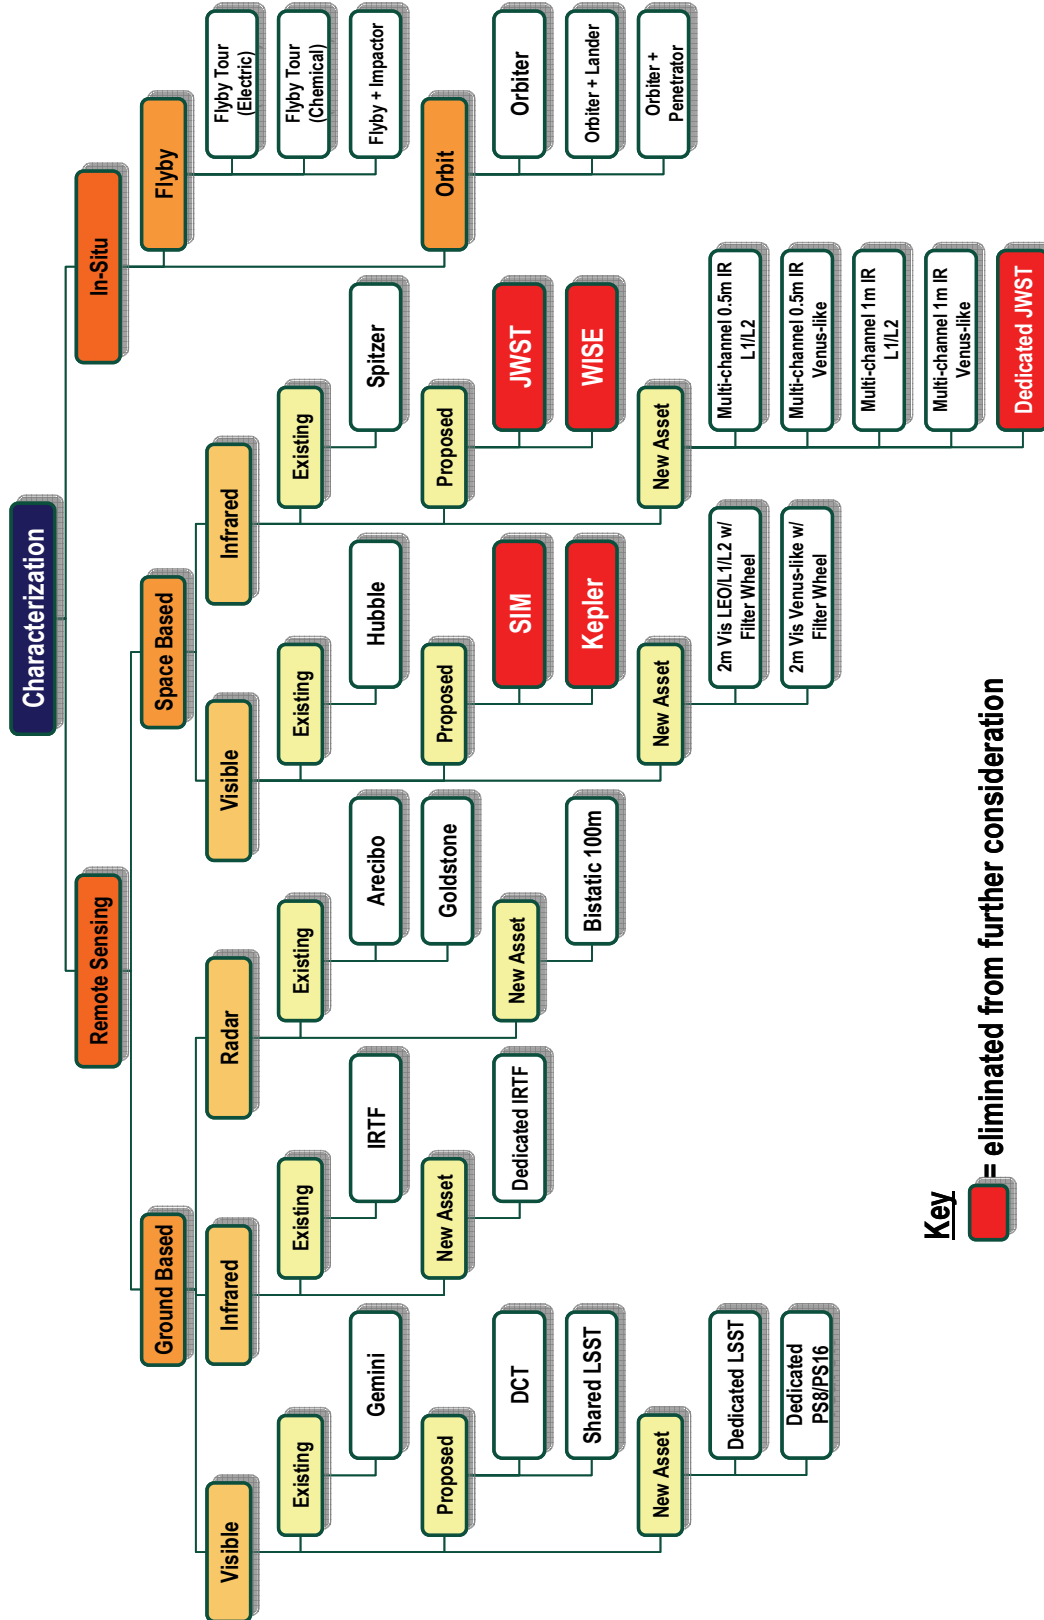 Characterization
Remote Sensing
In-Situ
Ground Based
Space Based
Flyby
Visible
Infrared
Radar
Visible
Infrared
Flyby Tour
(Electric)
Existing
Existing
Existing
Existing
Existing
Flyby Tour
(Chemical)
Gemini
IRTF
Arecibo
Hubble
Spitzer
Flyby + Impactor
Proposed
New Asset
Goldstone
Proposed
Proposed
Orbit
DCT
Dedicated IRTF
New Asset
SIM
JWST
Orbiter
Shared LSST
Bistatic 100m
Kepler
WISE
Orbiter + Lander
New Asset
New Asset
New Asset
Orbiter +
Penetrator
Dedicated LSST
2m Vis LEO/L1/L2 w/
Filter Wheel
Multi-channel 0.5m IR
L1/L2
Dedicated
PS8/PS16
2m Vis Venus-like w/
Filter Wheel
Multi-channel 0.5m IR
Venus-like
Multi-channel 1m IR
L1/L2
Multi-channel 1m IR
Venus-like
Dedicated JWST
Key
= eliminated from further consideration